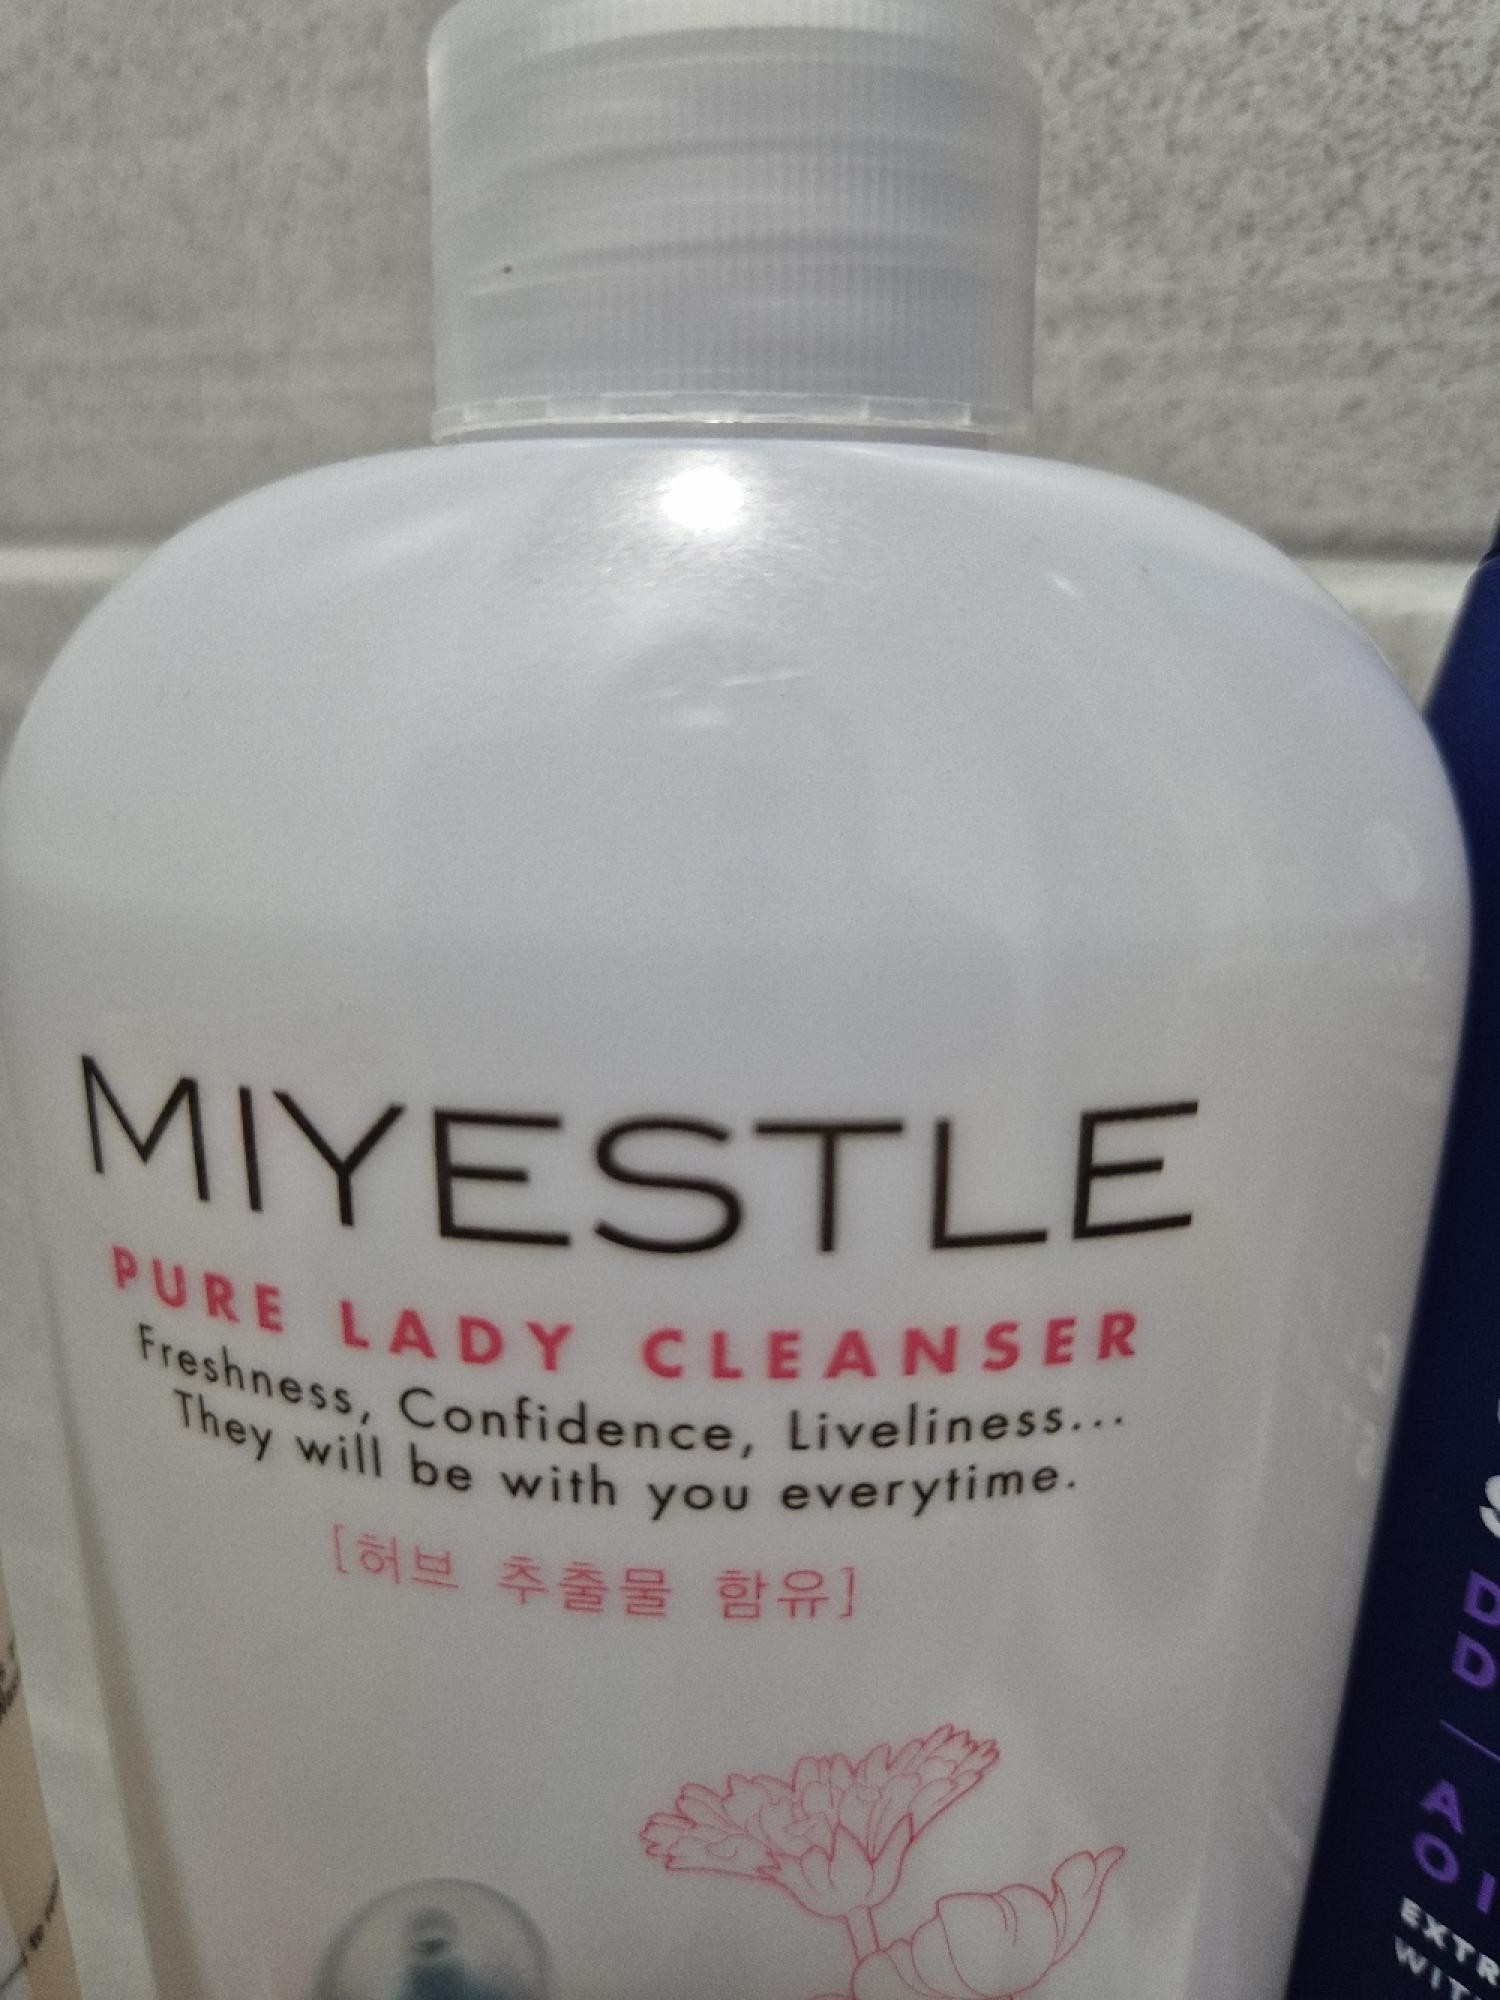 MIYESTLE
PURE LADY CLEANSER
Freshness, Confidence, Liveliness...
They will be with you everytime.
[허브 추출물 함유]